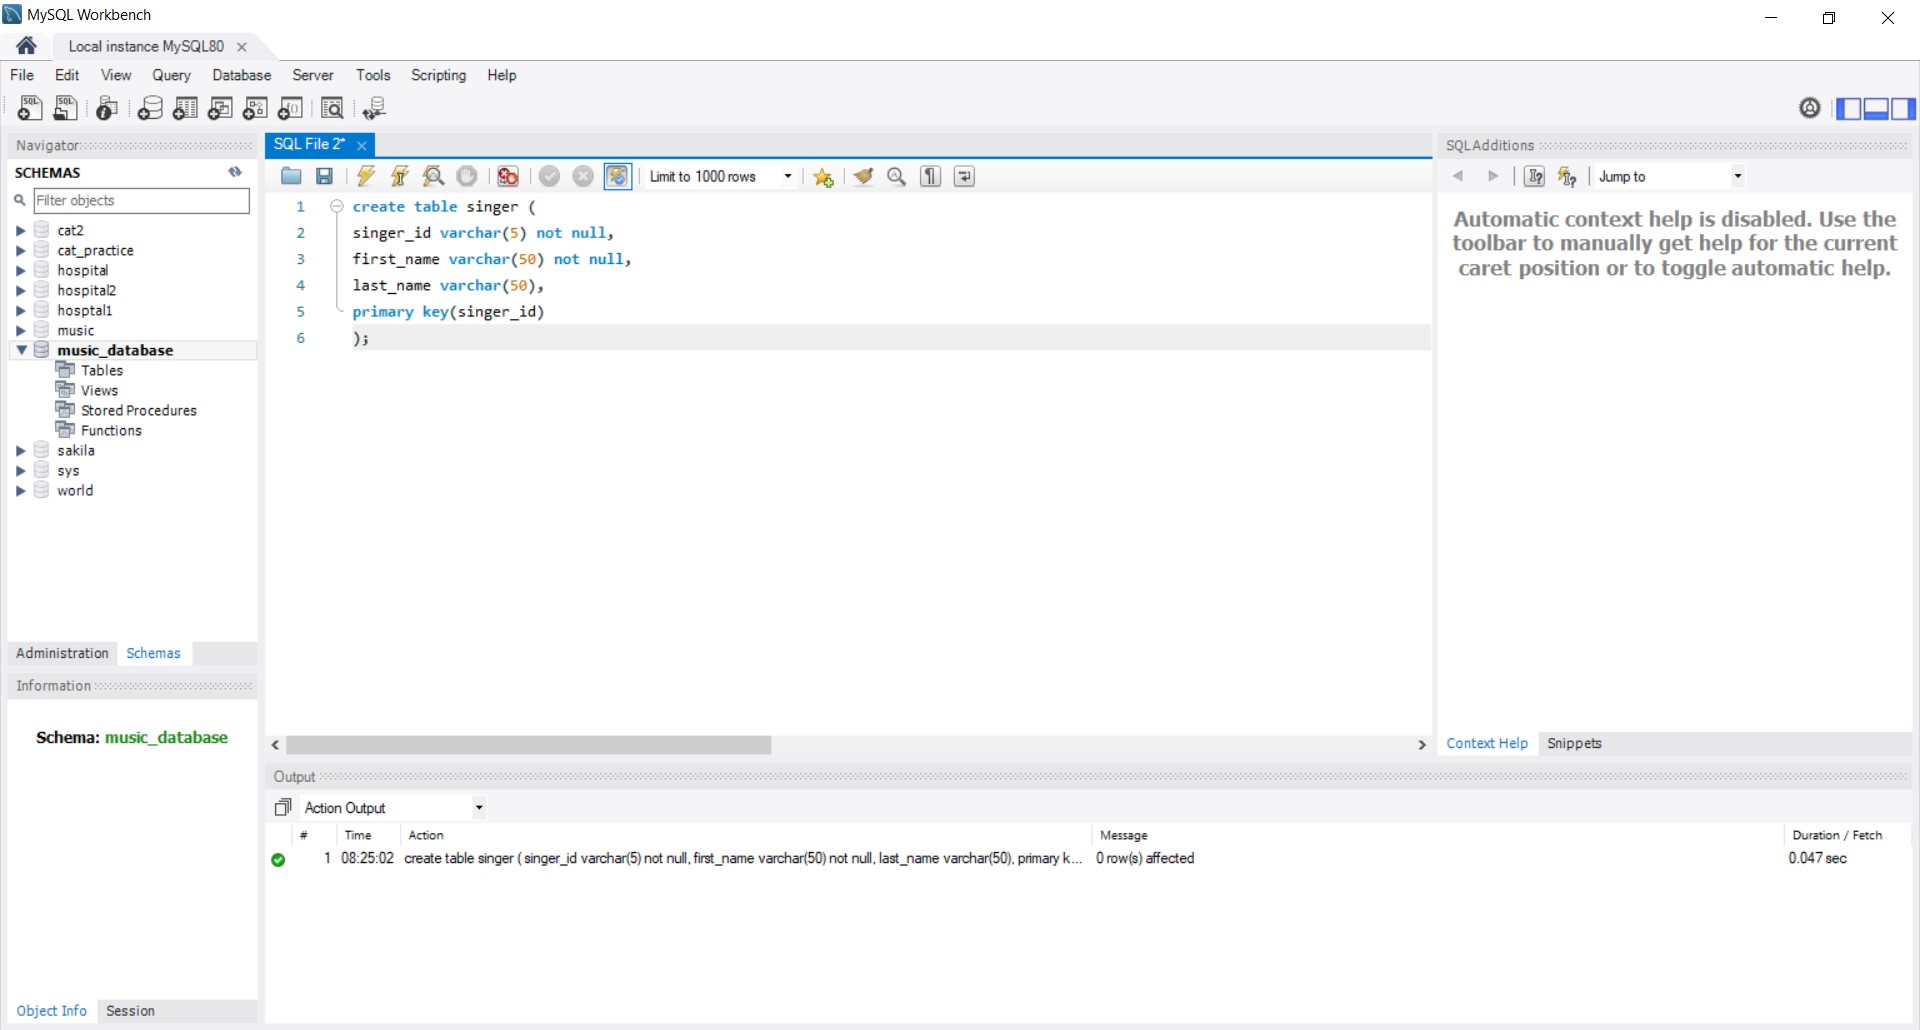 MySQL Workbench
Local instance MySQL80
File Edit View Query Database Server Tools Scripting Help
Navigator
SCHEMAS
Filter objects
cat2
cat_practice
hospital
hospital2
hosptal1
music
music_database
Tables
Views
Stored Procedures
Functions
sakila
sys
world
Administration Schemas
Information
Schema: music_database
Object Info Session
SQL File 2*
Limit to 1000 rows
1 create table singer (
2 singer_id varchar(5) not null,
3 first_name varchar(50) not null,
4 last_name varchar(50),
5 primary key(singer_id)
6 );
SQLAdditions
Jump to
Automatic context help is disabled. Use the
toolbar to manually get help for the current
caret position or to toggle automatic help.
Context Help Snippets
Output
Action Output
# Time Action Message Duration / Fetch
1 08:25:02 create table singer ( singer_id varchar(5) not null, first_name varchar(50) not null, last_name varchar(50), primary k... 0 row(s) affected 0.047 sec